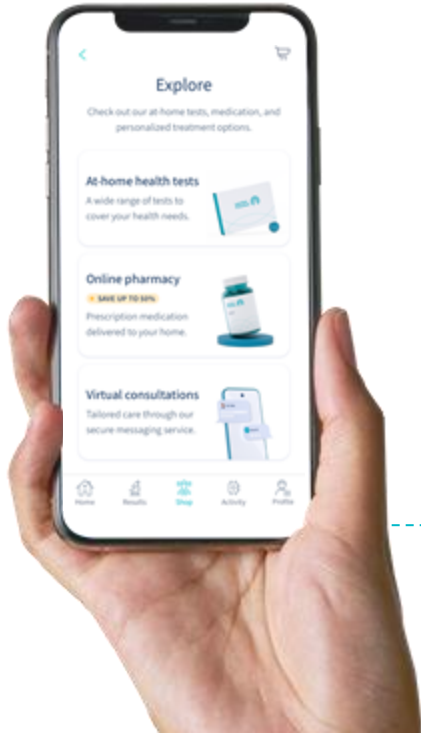 Explore
Check out our at-home tests, medication, and
personalized treatment options.
At-home health tests
A wide range of tests to
cover your health needs.
Online pharmacy
SAVE UP TO 50%
Prescription medication
delivered to your home.
Virtual consultations
Tailored care through our
secure messaging service.
Home
Results
Shop
Activity
Profile